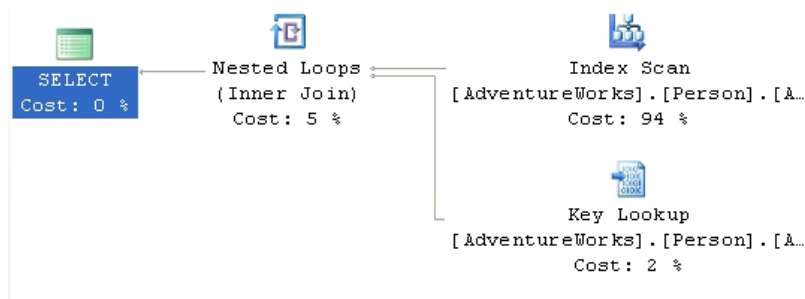 SELECT
Cost: 0 %
Nested Loops
(Inner Join)
Cost: 5 %
Index Scan
[AdventureWorks].[Person].[A…
Cost: 94 %
Key Lookup
[AdventureWorks].[Person].[A…
Cost: 2 %